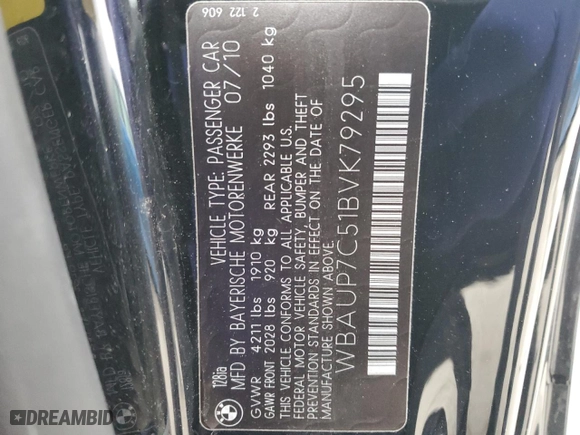 128ia
VEHICLE TYPE: PASSENGER CAR
MFD BY BAYERISCHE MOTORENWERKE 07/10
GVWR 4211 lbs 1910 kg
GAWR FRONT 2028 lbs 920 kg REAR 2293 lbs 1040 kg
THIS VEHICLE CONFORMS TO ALL APPLICABLE U.S.
FEDERAL MOTOR VEHICLE SAFETY, BUMPER AND THEFT
PREVENTION STANDARDS IN EFFECT ON THE DATE OF
MANUFACTURE SHOWN ABOVE.
WBAUP7C51BVK79295
2 122 606
BMW
DREAMBID